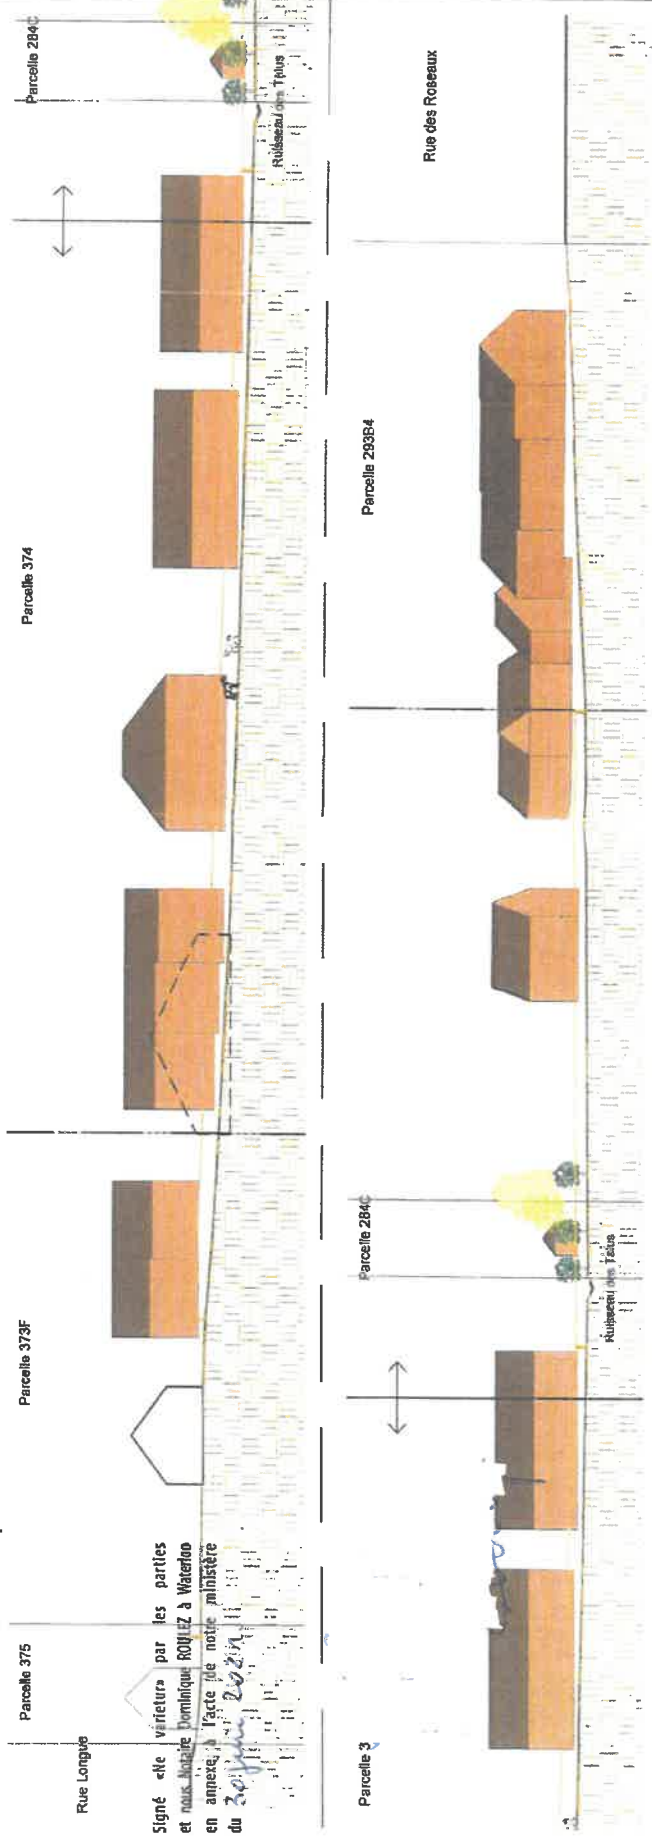 Rue Longue
Parcelle 375
Parcelle 373F
Parcelle 374
Parcelle 284C
Ruisseau des Talus
Signé «Ne varietur» par les parties
et nous Notaire Dominique ROULEZ à Waterloo
en annexe à l'acte de notre ministère
du 30 juin
Parcelle 3
Ruisseau des Talus
Parcelle 284C
Parcelle 293B4
Rue des Roseaux